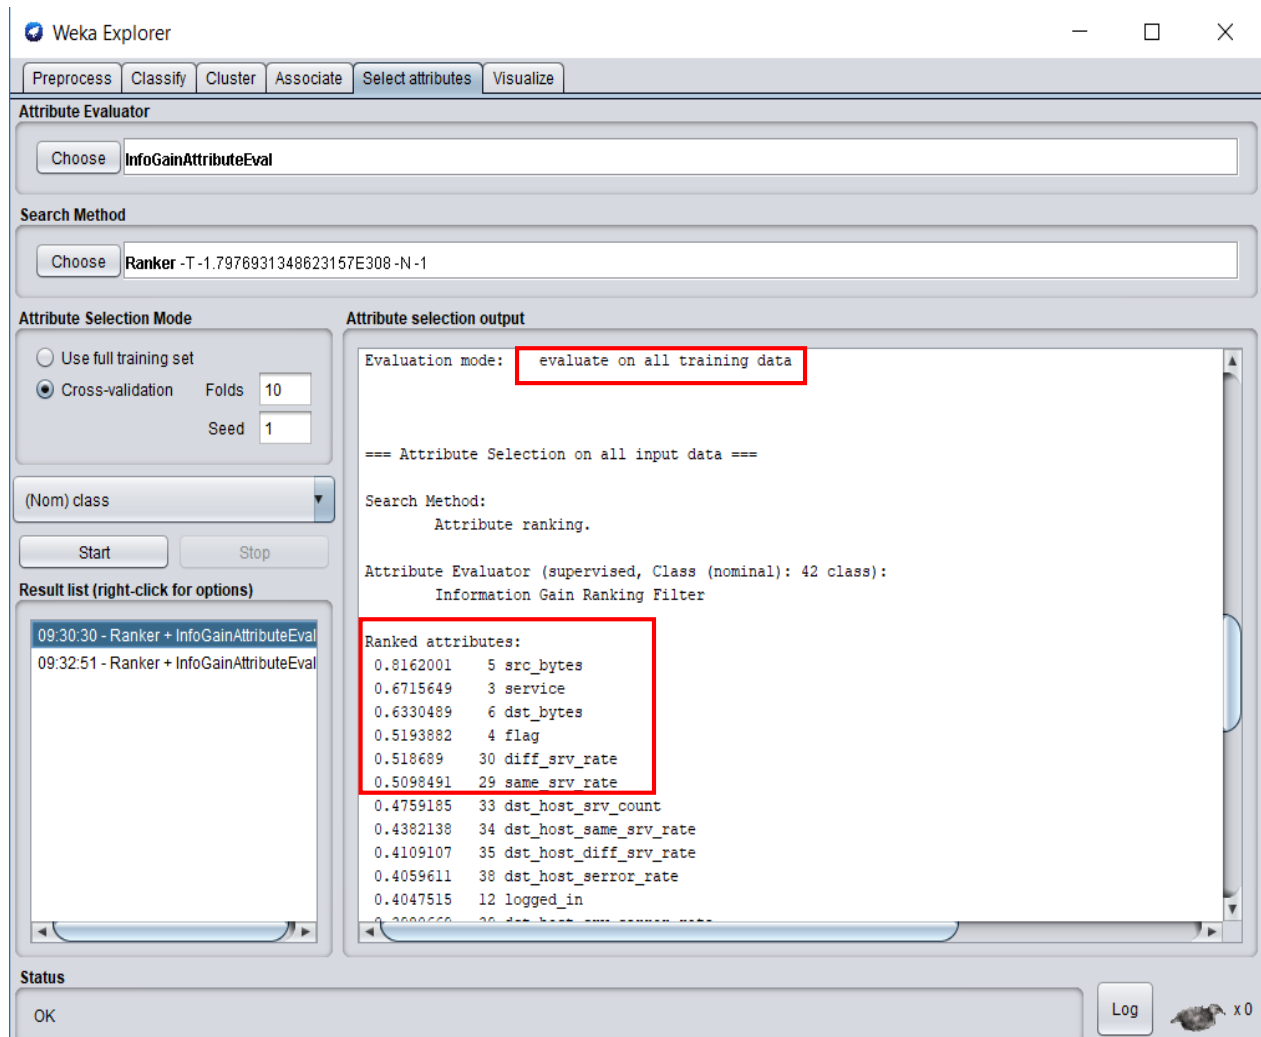 Weka Explorer
Preprocess Classify Cluster Associate Select attributes Visualize
Attribute Evaluator
Choose InfoGainAttributeEval
Search Method
Choose Ranker -T -1.7976931348623157E308 -N -1
Attribute Selection Mode
Use full training set
Cross-validation Folds 10
Seed 1
(Nom) class
Start Stop
Result list (right-click for options)
09:30:30 - Ranker + InfoGainAttributeEval
09:32:51 - Ranker + InfoGainAttributeEval
Attribute selection output
Evaluation mode: evaluate on all training data
=== Attribute Selection on all input data ===
Search Method:
Attribute ranking.
Attribute Evaluator (supervised, Class (nominal): 42 class):
Information Gain Ranking Filter
Ranked attributes:
0.8162001 5 src_bytes
0.6715649 3 service
0.6330489 6 dst_bytes
0.5193882 4 flag
0.518689 30 diff_srv_rate
0.5098491 29 same_srv_rate
0.4759185 33 dst_host_srv_count
0.4382138 34 dst_host_same_srv_rate
0.4109107 35 dst_host_diff_srv_rate
0.4059611 38 dst_host_serror_rate
0.4047515 12 logged_in
Status
OK
Log x 0